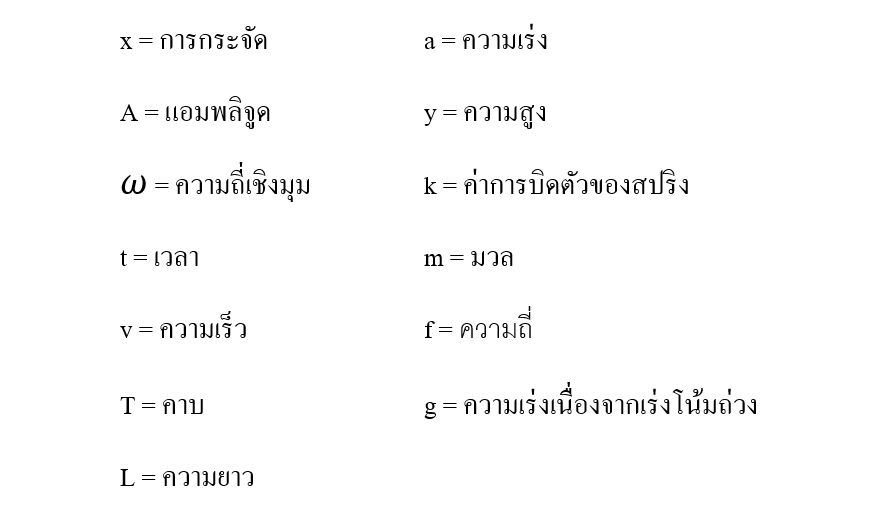 x = การกระจัด
a = ความเร่ง
A = แอมพลิจูด
y = ความสูง
ω = ความถี่เชิงมุม
k = ค่าการบิดตัวของสปริง
t = เวลา
m = มวล
v = ความเร็ว
f = ความถี่
T = คาบ
g = ความเร่งเนื่องจากเร่งโน้มถ่วง
L = ความยาว